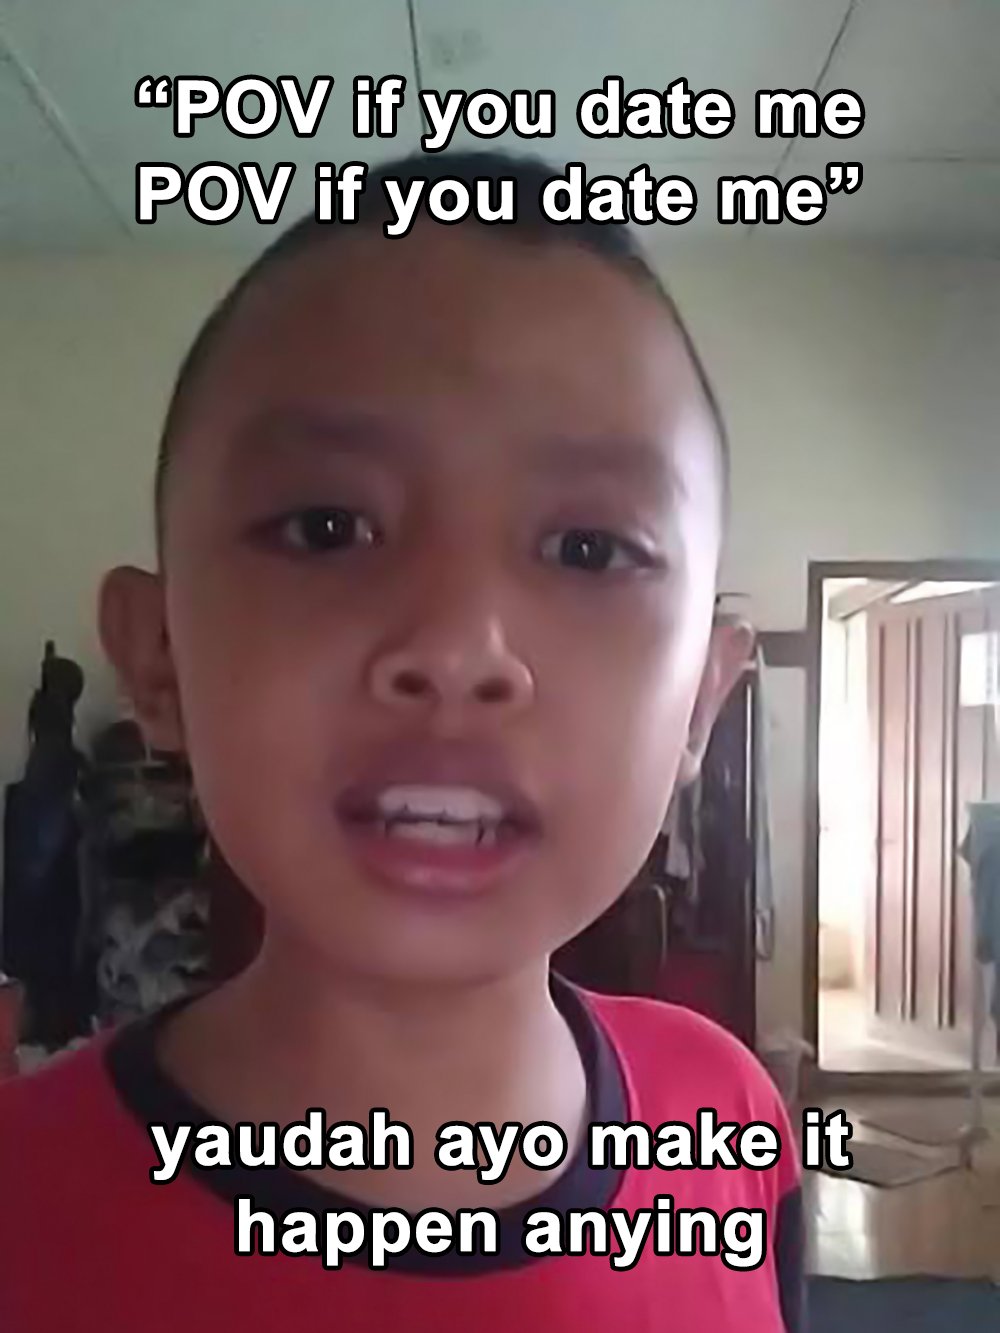 “POV if you date me
POV if you date me”
yaudah ayo make it
happen anying